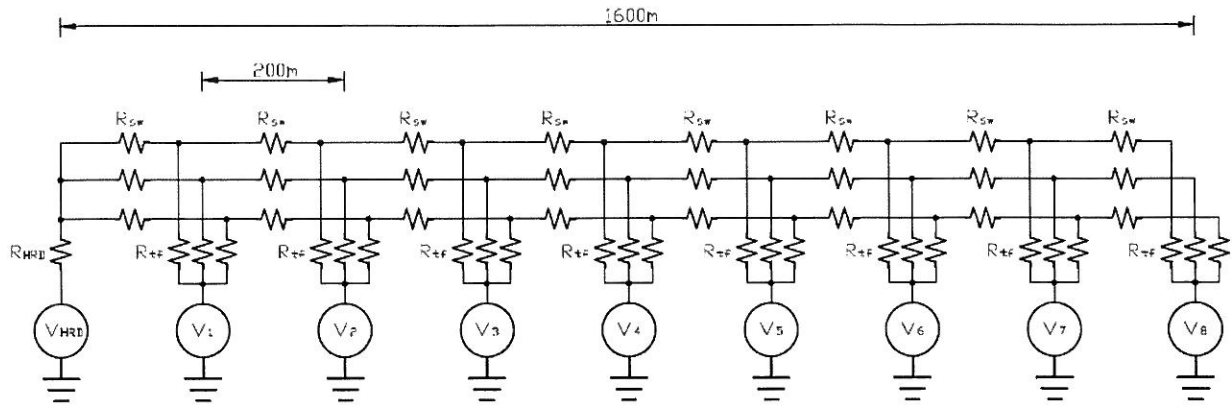 1600m
200m
Rsw Rsw Rsw Rsw Rsw Rsw Rsw Rsw
RHRD Rtf Rtf Rtf Rtf Rtf Rtf Rtf Rtf
VHRD V1 V2 V3 V4 V5 V6 V7 V8